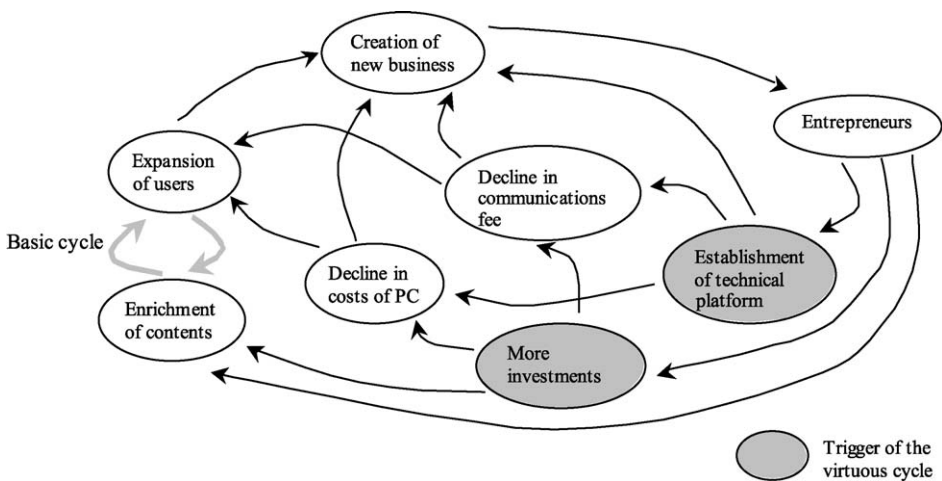 Creation of
new business
Entrepreneurs
Expansion
of users
Decline in
communications
fee
Basic cycle
Establishment
of technical
platform
Decline in
costs of PC
Enrichment
of contents
More
investments
Trigger of the
virtuous cycle